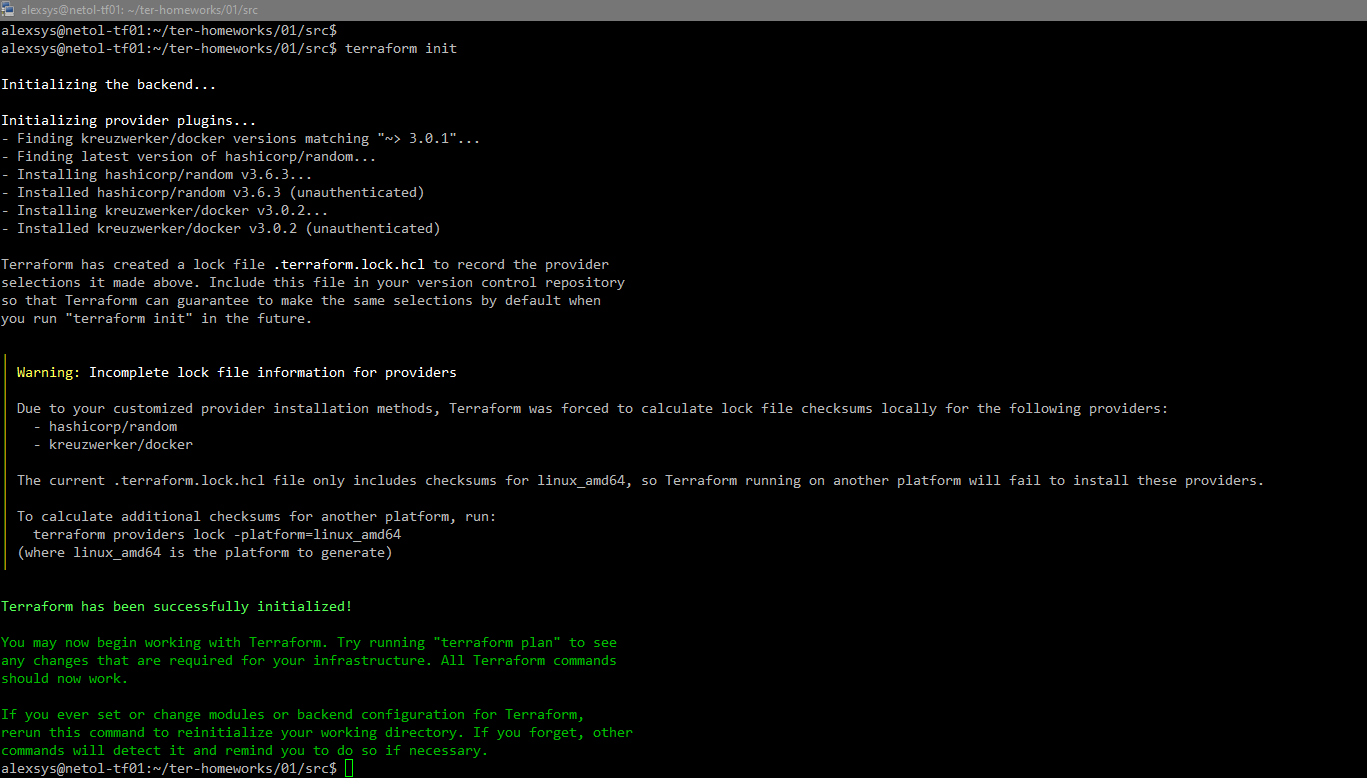 alexsys@netol-tf01: ~/ter-homeworks/01/src
alexsys@netol-tf01:~/ter-homeworks/01/src$
alexsys@netol-tf01:~/ter-homeworks/01/src$ terraform init
Initializing the backend...
Initializing provider plugins...
- Finding kreuzwerker/docker versions matching "~> 3.0.1"...
- Finding latest version of hashicorp/random...
- Installing hashicorp/random v3.6.3...
- Installed hashicorp/random v3.6.3 (unauthenticated)
- Installing kreuzwerker/docker v3.0.2...
- Installed kreuzwerker/docker v3.0.2 (unauthenticated)
Terraform has created a lock file .terraform.lock.hcl to record the provider
selections it made above. Include this file in your version control repository
so that Terraform can guarantee to make the same selections by default when
you run "terraform init" in the future.
Warning: Incomplete lock file information for providers
Due to your customized provider installation methods, Terraform was forced to calculate lock file checksums locally for the following providers:
- hashicorp/random
- kreuzwerker/docker
The current .terraform.lock.hcl file only includes checksums for linux_amd64, so Terraform running on another platform will fail to install these providers.
To calculate additional checksums for another platform, run:
terraform providers lock -platform=linux_amd64
(where linux_amd64 is the platform to generate)
Terraform has been successfully initialized!
You may now begin working with Terraform. Try running "terraform plan" to see
any changes that are required for your infrastructure. All Terraform commands
should now work.
If you ever set or change modules or backend configuration for Terraform,
rerun this command to reinitialize your working directory. If you forget, other
commands will detect it and remind you to do so if necessary.
alexsys@netol-tf01:~/ter-homeworks/01/src$